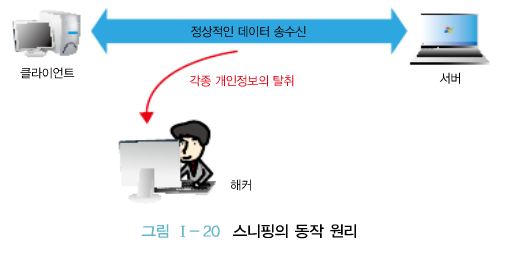 정상적인 데이터 송수신
클라이언트
서버
각종 개인정보의 탈취
해커
그림 Ⅰ-20 스니핑의 동작 원리